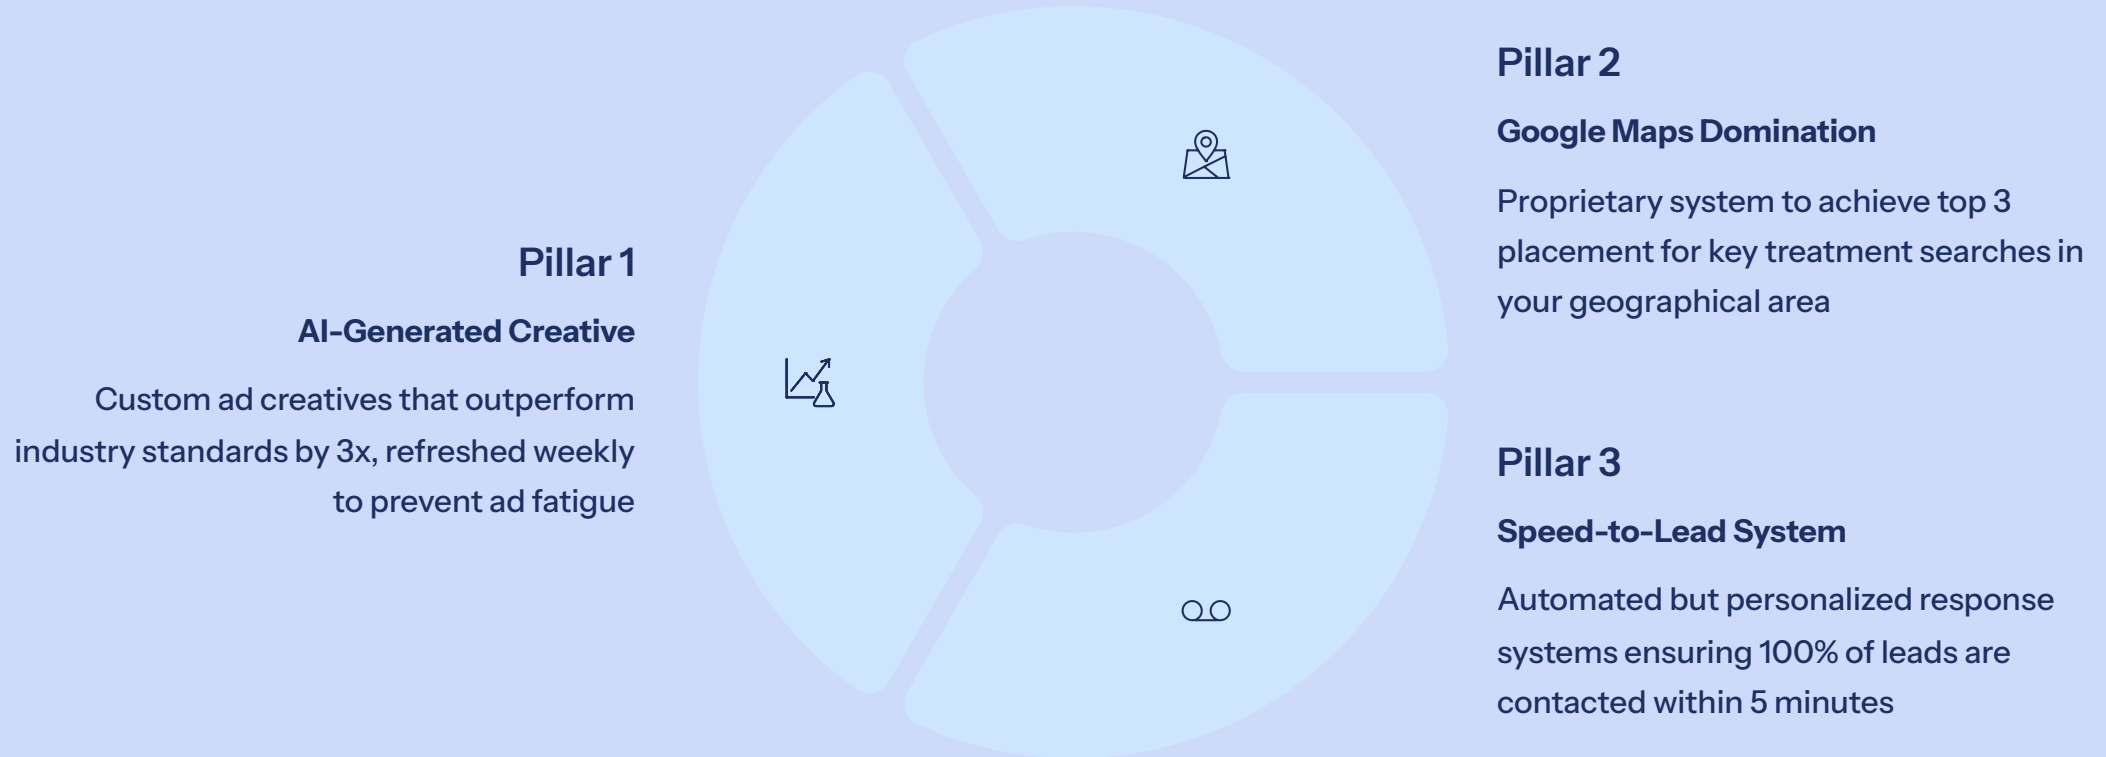 Pillar 1
AI-Generated Creative
Custom ad creatives that outperform
industry standards by 3x, refreshed weekly
to prevent ad fatigue
Pillar 2
Google Maps Domination
Proprietary system to achieve top 3
placement for key treatment searches in
your geographical area
Pillar 3
Speed-to-Lead System
Automated but personalized response
systems ensuring 100% of leads are
contacted within 5 minutes